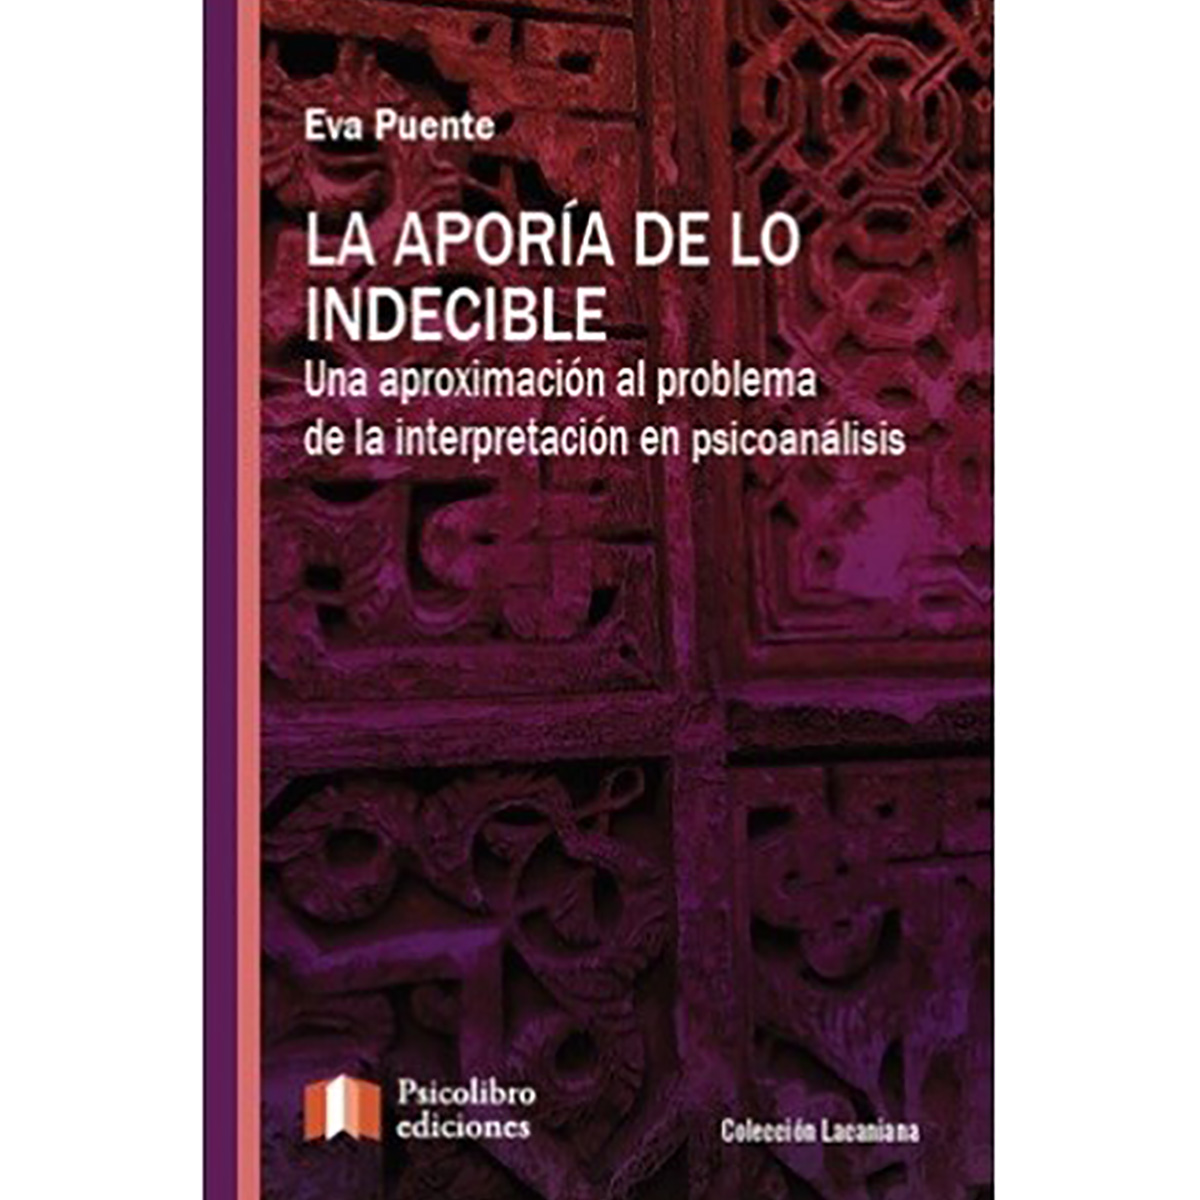 Eva Puente
LA APORÍA DE LO
INDECIBLE
Una aproximación al problema
de la interpretación en psicoanálisis
Psicolibro
ediciones
Colección Lacaniana